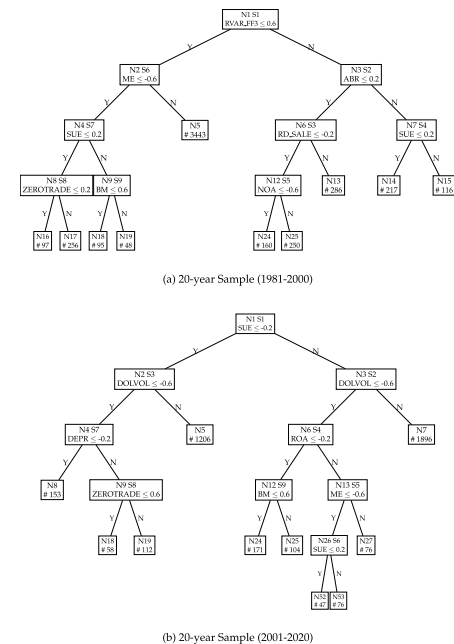 N1 S1
RVAR_FF3 ≤ 0.6
Y
N
N2 S6
ME ≤ -0.6
N3 S2
ABR ≤ 0.2
Y
N
Y
N
N4 S7
SUE ≤ 0.2
N5
# 3443
N6 S3
RD_SALE ≤ -0.2
N7 S4
SUE ≤ 0.2
Y
N
Y
N
Y
N
N8 S8
ZEROTRADE ≤ 0.2
N9 S9
BM ≤ 0.6
N12 S5
NOA ≤ -0.6
N13
# 286
N14
# 217
N15
# 116
Y
N
Y
N
Y
N
N16
# 97
N17
# 256
N18
# 95
N19
# 48
N24
# 160
N25
# 250
(a) 20-year Sample (1981-2000)
N1 S1
SUE ≤ -0.2
Y
N
N2 S3
DOLVOL ≤ -0.6
N3 S2
DOLVOL ≤ -0.6
Y
N
Y
N
N4 S7
DEPR ≤ -0.2
N5
# 1206
N6 S4
ROA ≤ -0.2
N7
# 1896
Y
N
Y
N
N8
# 153
N9 S8
ZEROTRADE ≤ 0.6
N12 S9
BM ≤ 0.6
N13 S5
ME ≤ -0.6
Y
N
Y
N
Y
N
N18
# 58
N19
# 112
N24
# 171
N25
# 104
N26 S6
SUE ≤ 0.2
N27
# 76
Y
N
N52
# 47
N53
# 76
(b) 20-year Sample (2001-2020)